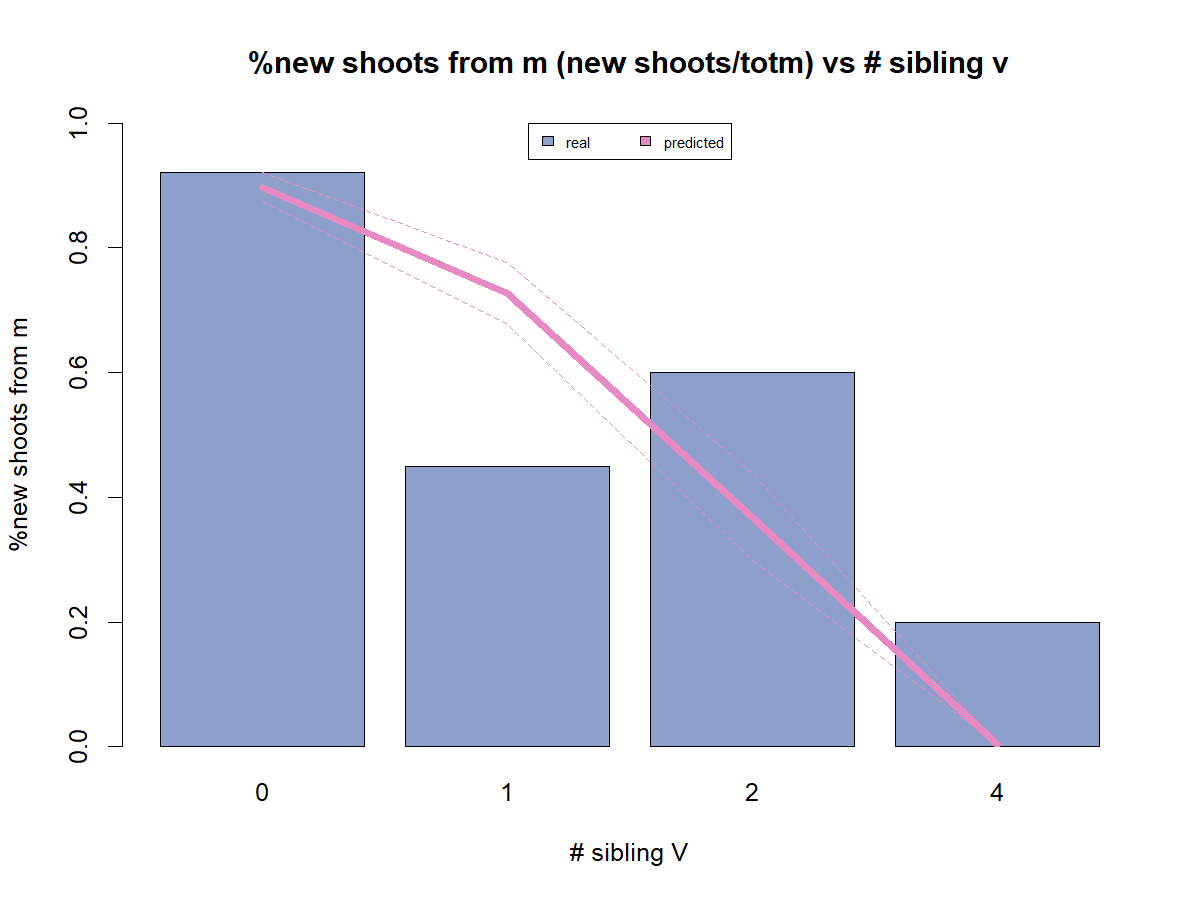 %new shoots from m (new shoots/totm) vs # sibling v
real predicted
%new shoots from m
1.0
0.8
0.6
0.4
0.2
0.0
0 1 2 4
# sibling V